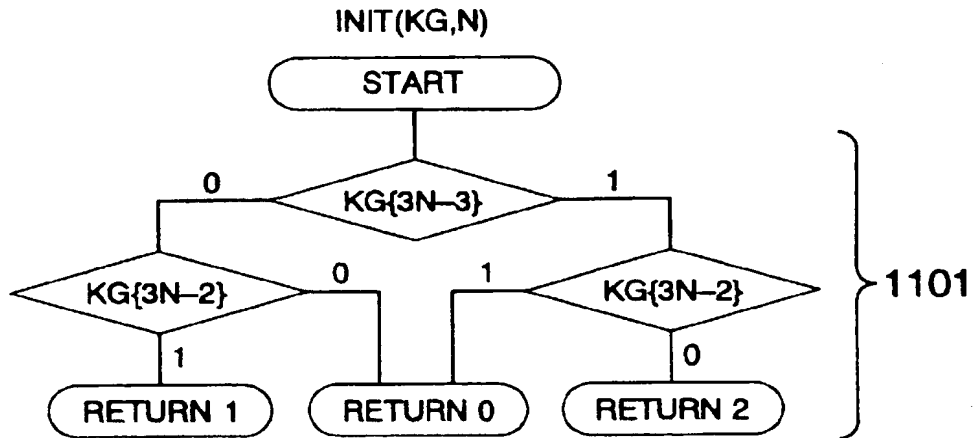 INIT(KG,N)
START
0
KG{3N–3}
1
KG{3N–2}
0
1
KG{3N–2}
1101
1
0
RETURN 1
RETURN 0
RETURN 2